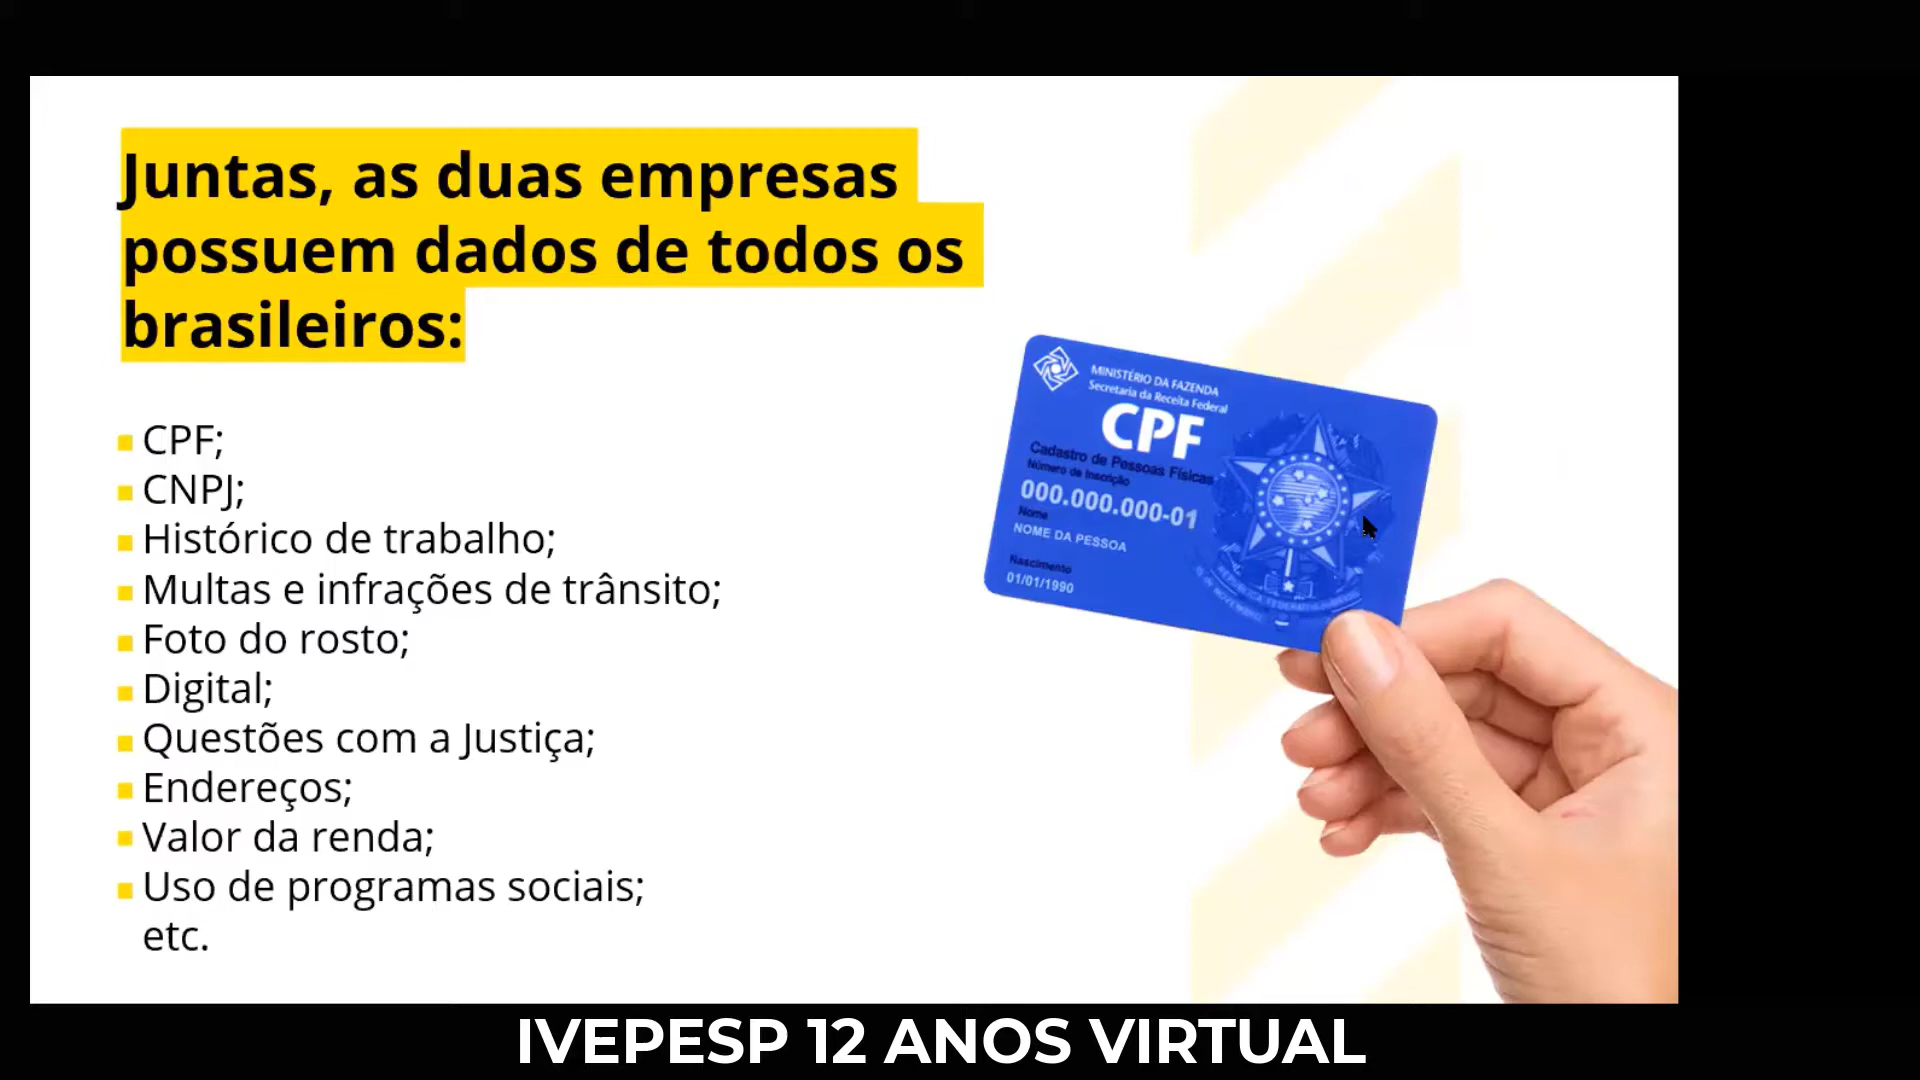 Juntas, as duas empresas
possuem dados de todos os
brasileiros:
CPF;
CNPJ;
Histórico de trabalho;
Multas e infrações de trânsito;
Foto do rosto;
Digital;
Questões com a Justiça;
Endereços;
Valor da renda;
Uso de programas sociais;
etc.
MINISTÉRIO DA FAZENDA
Secretaria da Receita Federal
CPF
Cadastro de Pessoas Físicas
Número de Inscrição
000.000.000-01
Nome
NOME DA PESSOA
Nascimento
01/01/1990
IVEPESP 12 ANOS VIRTUAL